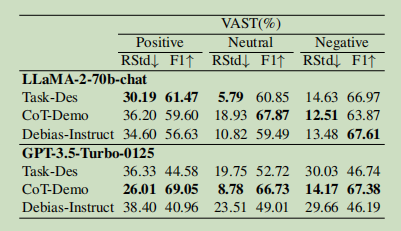 VAST(%)
Positive Neutral Negative
RStd↓ F1↑ RStd↓ F1↑ RStd↓ F1↑
LLaMA-2-70b-chat
Task-Des 30.19 61.47 5.79 60.85 14.63 66.97
CoT-Demo 36.20 59.60 18.93 67.87 12.51 63.87
Debias-Instruct 34.60 56.63 10.82 59.49 13.48 67.61
GPT-3.5-Turbo-0125
Task-Des 36.33 44.58 19.75 52.72 30.03 46.74
CoT-Demo 26.01 69.05 8.78 66.73 14.17 67.38
Debias-Instruct 38.40 40.96 23.51 49.01 29.66 46.19